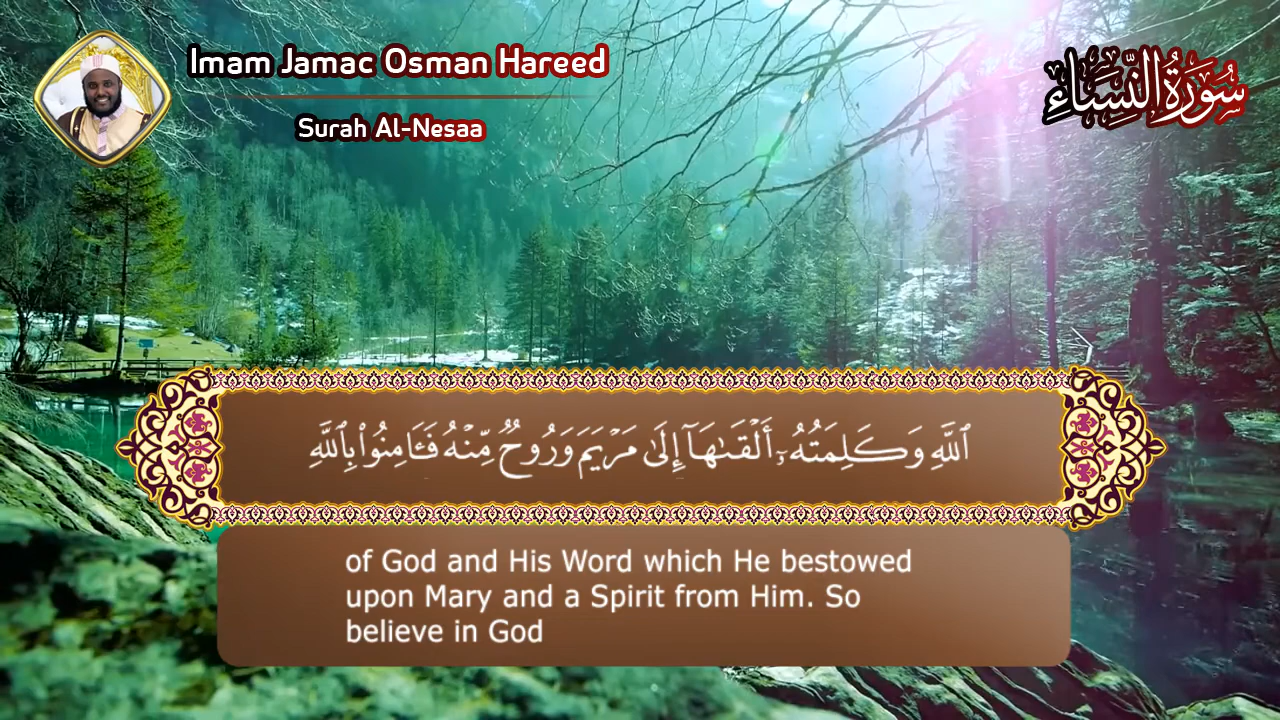 Imam Jamac Osman Hareed
Surah Al-Nesaa
سُورَةُ النِّسَاءِ
ٱللَّهِ وَكَلِمَتُهُۥٓ أَلْقَىٰهَآ إِلَىٰ مَرْيَمَ وَرُوحٌ مِّنْهُ فَـَٔامِنُوا۟ بِٱللَّهِ
of God and His Word which He bestowed
upon Mary and a Spirit from Him. So
believe in God